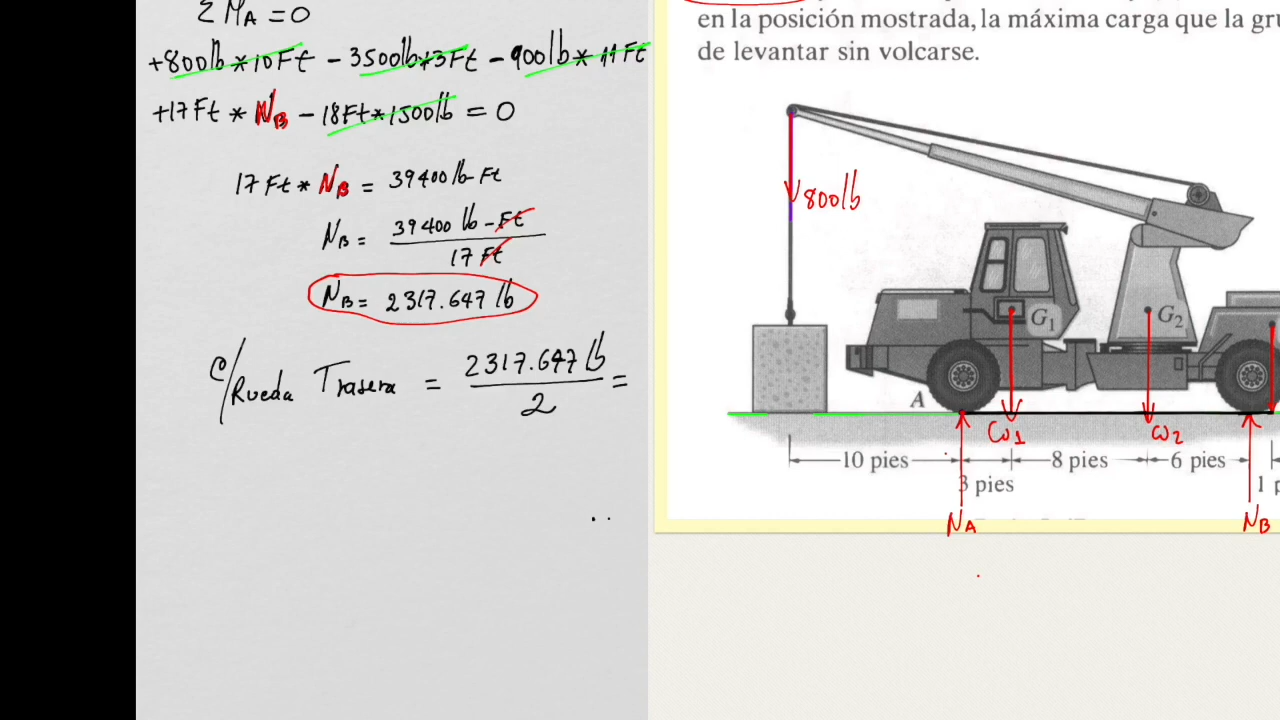 ΣMA = 0
+800lb*10Ft - 3500lb*3Ft - 900lb * 11Ft
+17Ft * NB - 18Ft*1500lb = 0
17Ft * NB = 39400lb-Ft
NB = 39400 lb-Ft
17 Ft
NB = 2317.647 lb
c/Rueda Trasera = 2317.647 lb =
2
en la posición mostrada, la máxima carga que la gru
de levantar sin volcarse.
800lb
G1
G2
A
ω1
ω2
10 pies
8 pies
6 pies
3 pies
1 p
NA
NB